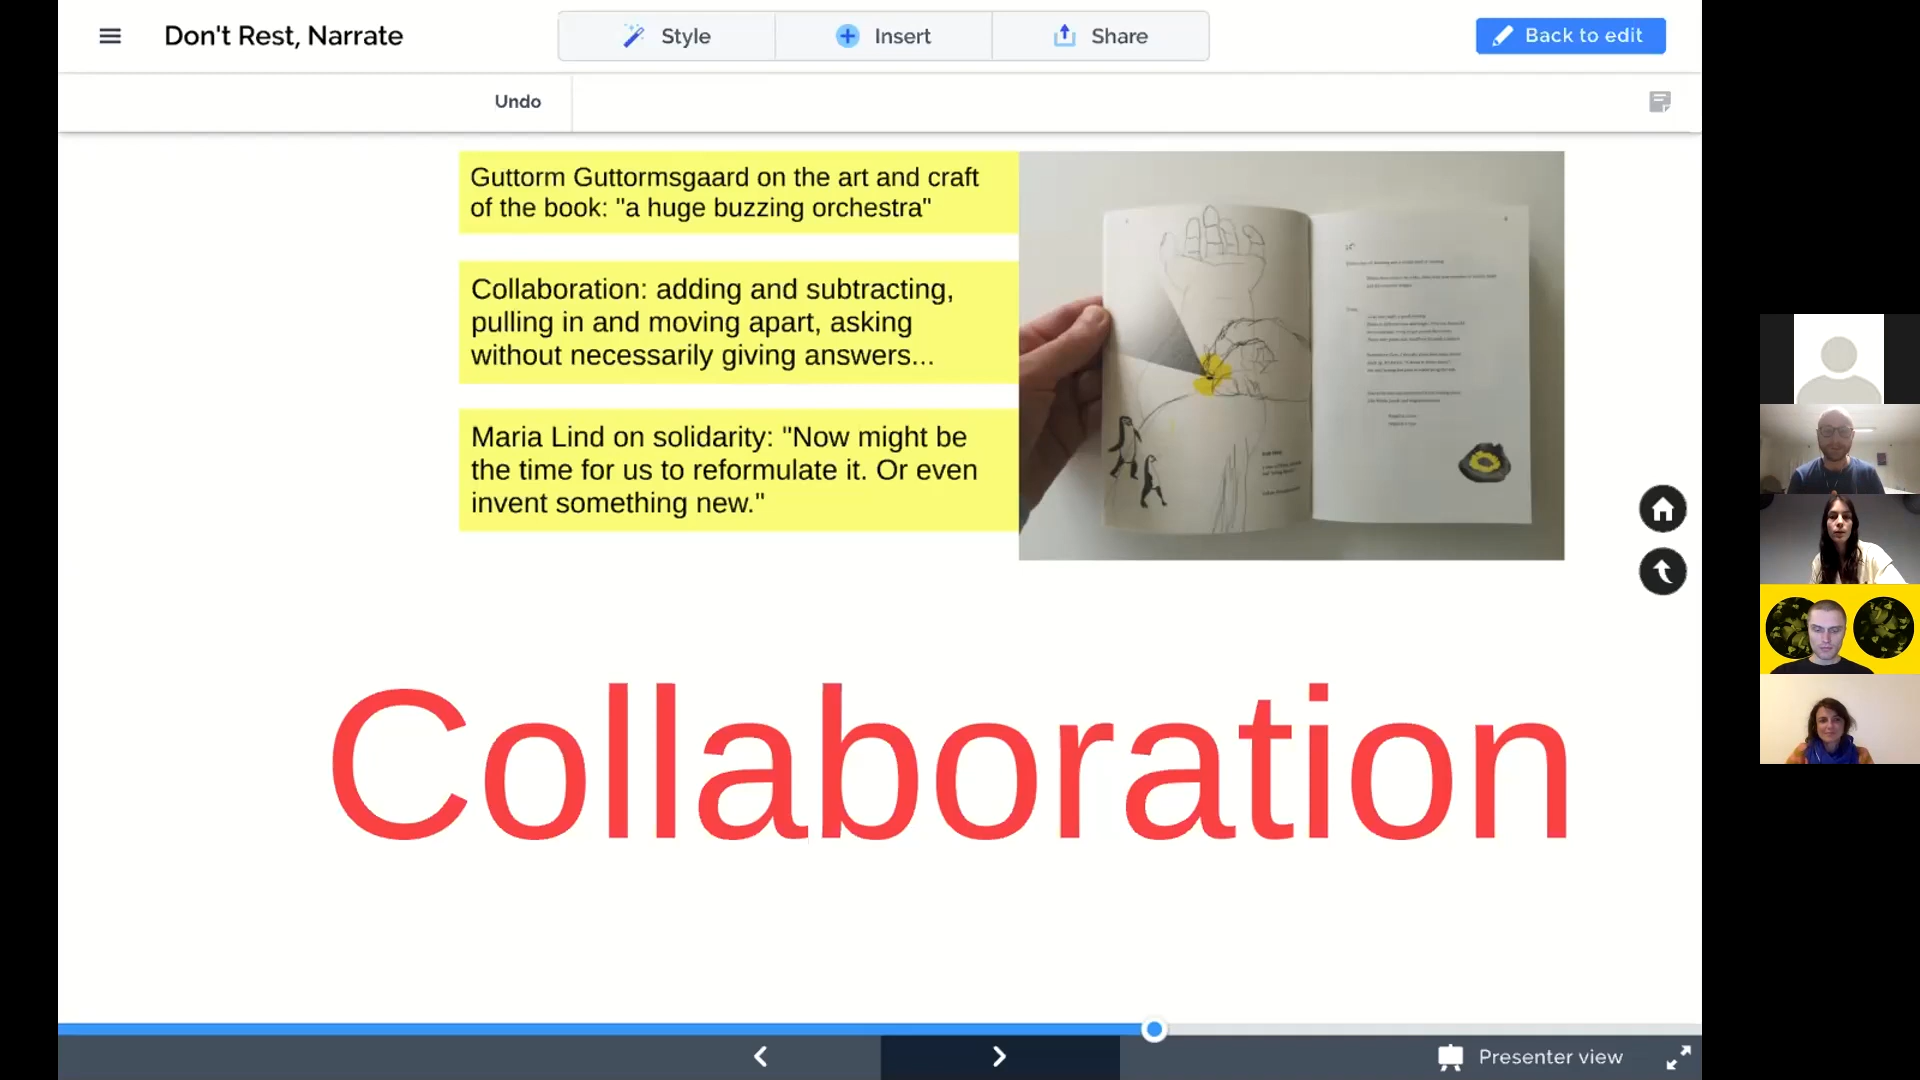 Don't Rest, Narrate
Style
Insert
Share
Back to edit
Undo
Guttorm Guttormsgaard on the art and craft
of the book: "a huge buzzing orchestra"
Collaboration: adding and subtracting,
pulling in and moving apart, asking
without necessarily giving answers...
Maria Lind on solidarity: "Now might be
the time for us to reformulate it. Or even
invent something new."
Collaboration
Presenter view